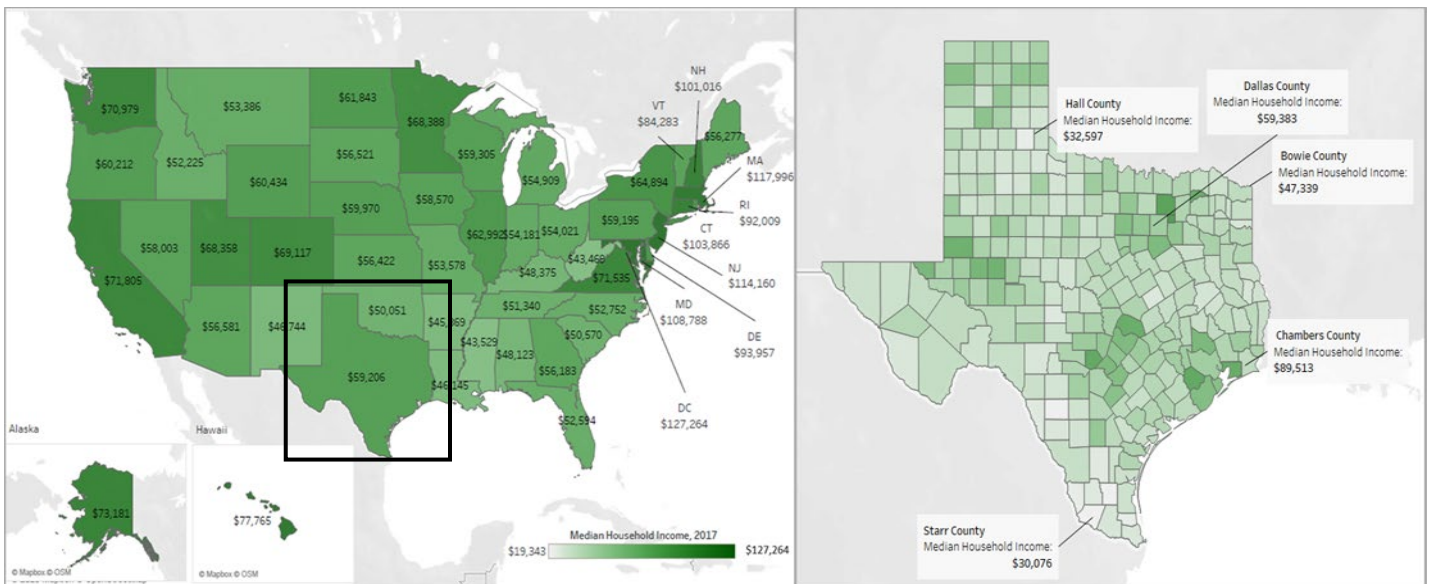 NH
$101,016
VT
$84,283
$70,979
$53,386
$61,843
$68,388
$56,277
$60,212
$52,225
$56,521
$59,305
$54,909
$64,894
MA
$117,996
$60,434
$58,570
$59,970
$59,195
RI
$92,009
$58,003
$68,358
$69,117
$62,992
$54,181
$54,021
CT
$103,866
$71,805
$56,422
$53,578
$48,375
$43,468
$71,535
NJ
$114,160
$56,581
$50,051
$51,340
$52,752
MD
$108,788
$43,529
$48,123
$50,570
$56,183
DE
$93,957
$59,206
$46,145
$52,594
DC
$127,264
Alaska
Hawaii
$73,181
$77,765
© Mapbox © OSM
© Mapbox © OSM
Median Household Income, 2017
$19,343
$127,264
Hall County
Median Household Income:
$32,597
Dallas County
Median Household Income:
$59,383
Bowie County
Median Household Income:
$47,339
Chambers County
Median Household Income:
$89,513
Starr County
Median Household Income:
$30,076